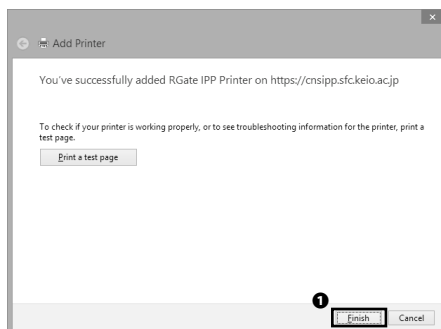 Add Printer
You've successfully added RGate IPP Printer on https://cnsipp.sfc.keio.ac.jp
To check if your printer is working properly, or to see troubleshooting information for the printer, print a
test page.
Print a test page
1
Finish Cancel